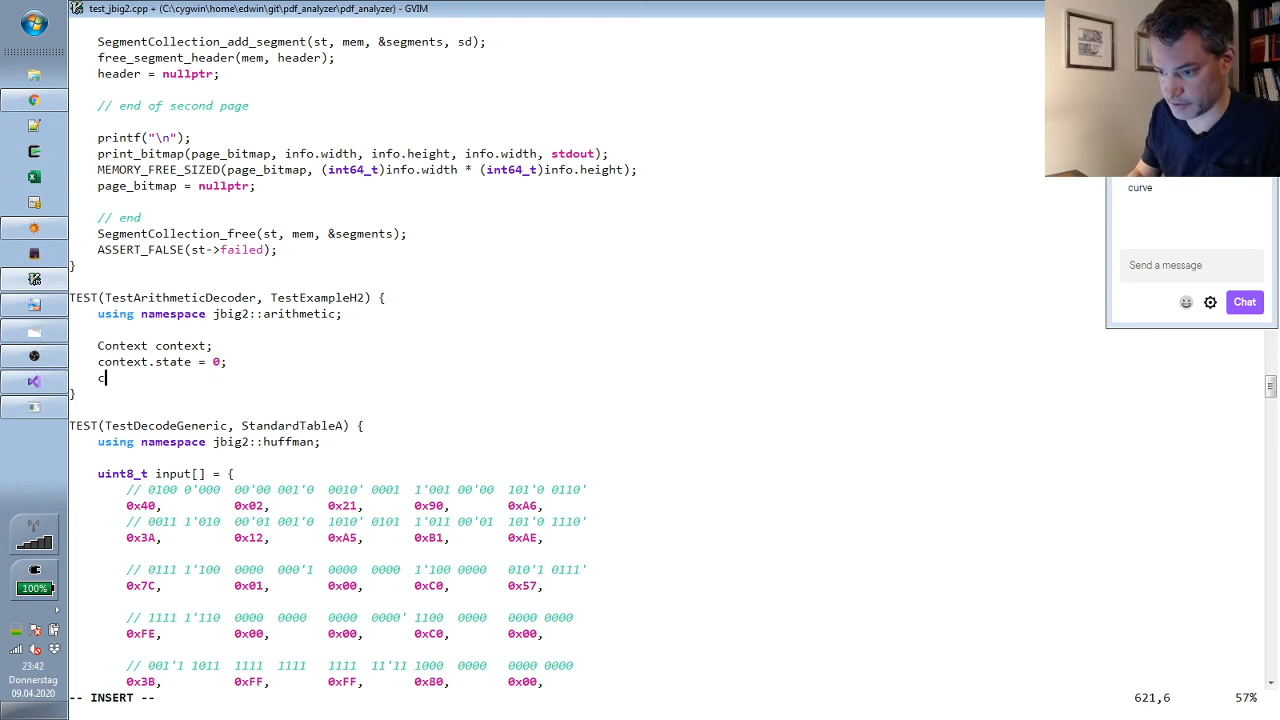 test_jbig2.cpp + (C:\cygwin\home\edwin\git\pdf_analyzer\pdf_analyzer) - GVIM
SegmentCollection_add_segment(st, mem, &segments, sd);
free_segment_header(mem, header);
header = nullptr;
// end of second page
printf("\n");
print_bitmap(page_bitmap, info.width, info.height, info.width, stdout);
MEMORY_FREE_SIZED(page_bitmap, (int64_t)info.width * (int64_t)info.height);
page_bitmap = nullptr;
// end
SegmentCollection_free(st, mem, &segments);
ASSERT_FALSE(st->failed);
}
TEST(TestArithmeticDecoder, TestExampleH2) {
using namespace jbig2::arithmetic;
Context context;
context.state = 0;
c
}
TEST(TestDecodeGeneric, StandardTableA) {
using namespace jbig2::huffman;
uint8_t input[] = {
// 0100 0'000 00'00 001'0 0010' 0001 1'001 00'00 101'0 0110'
0x40, 0x02, 0x21, 0x90, 0xA6,
// 0011 1'010 00'01 001'0 1010' 0101 1'011 00'01 101'0 1110'
0x3A, 0x12, 0xA5, 0xB1, 0xAE,
// 0111 1'100 0000 000'1 0000 0000 1'100 0000 010'1 0111'
0x7C, 0x01, 0x00, 0xC0, 0x57,
// 1111 1'110 0000 0000 0000 0000' 1100 0000 0000 0000
0xFE, 0x00, 0x00, 0xC0, 0x00,
// 001'1 1011 1111 1111 1111 11'11 1000 0000 0000 0000
0x3B, 0xFF, 0xFF, 0x80, 0x00,
-- INSERT --
621,6
57%
curve
Send a message
Chat
100%
23:42
Donnerstag
09.04.2020